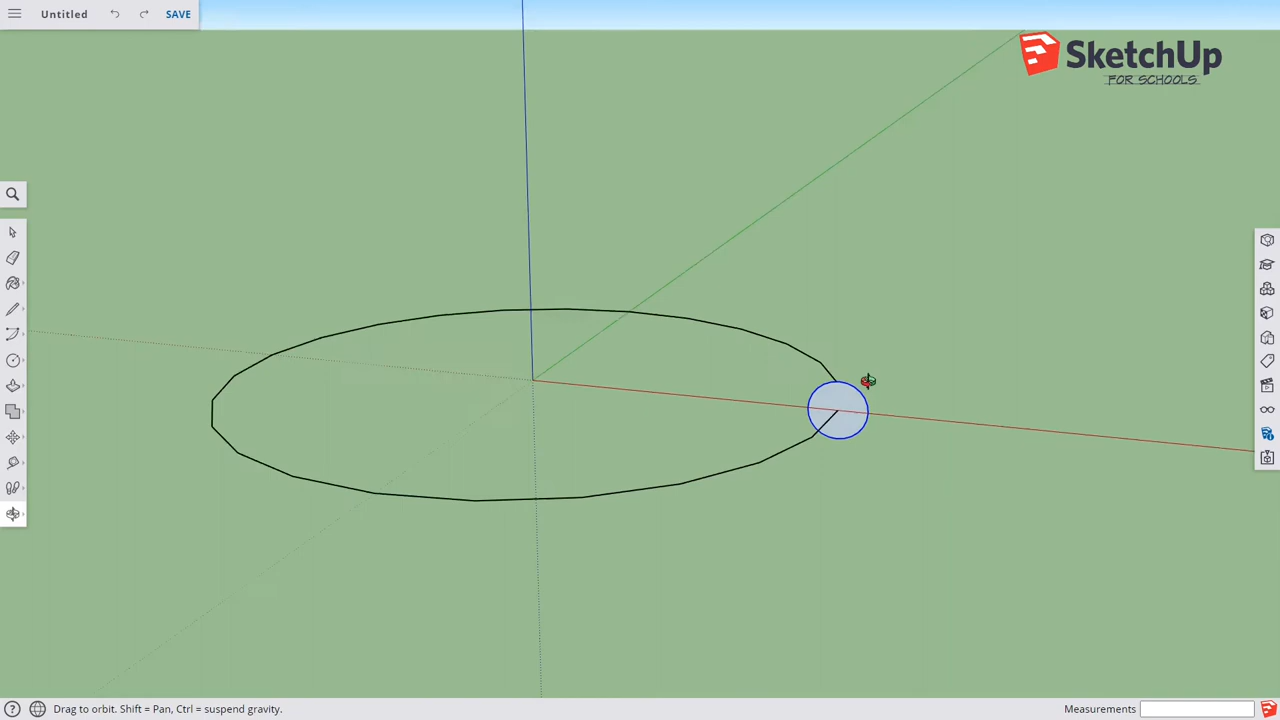 Untitled SAVE
SketchUp
FOR SCHOOLS
Drag to orbit. Shift = Pan, Ctrl = suspend gravity. Measurements